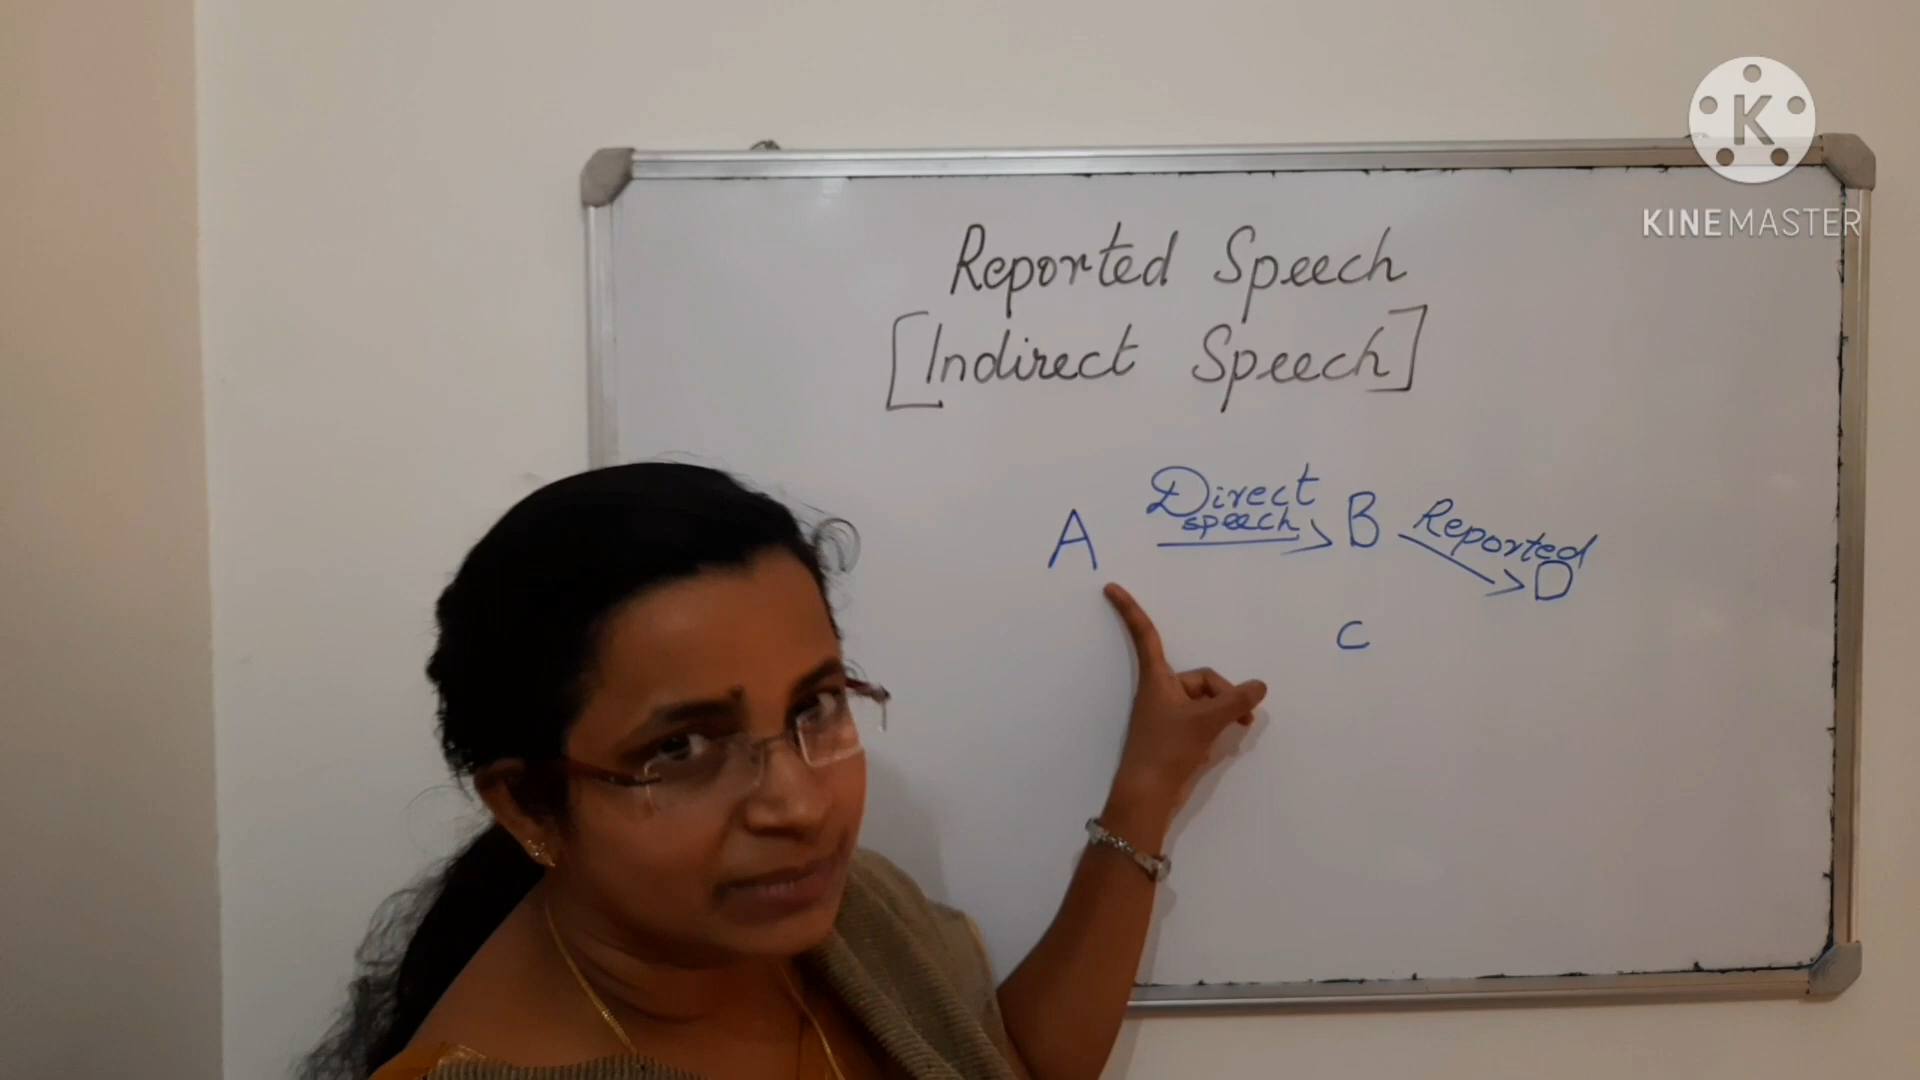 K
KINEMASTER
Reported Speech
[Indirect Speech]
A Direct speech B Reported D
C